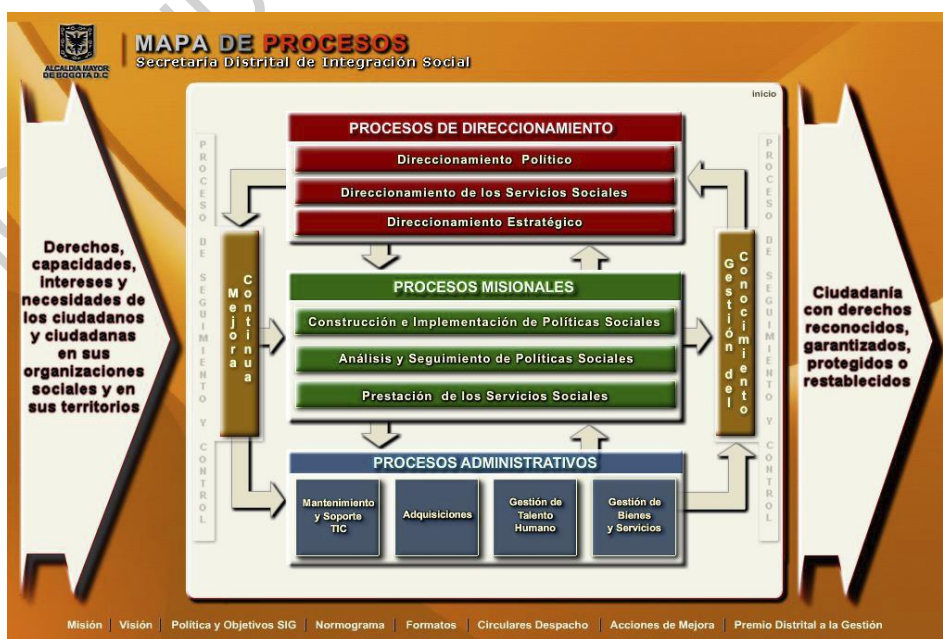 MAPA DE PROCESOS
Secretaría Distrital de Integración Social
ALCALDIA MAYOR
DE BOGOTA D.C
inicio
Derechos,
capacidades,
intereses y
necesidades de
los ciudadanos
y ciudadanas
en sus
organizaciones
sociales y en
sus territorios
PROCESO DE SEGUIMIENTO Y CONTROL
Mejora
Continua
PROCESOS DE DIRECCIONAMIENTO
Direccionamiento Político
Direccionamiento de los Servicios Sociales
Direccionamiento Estratégico
PROCESOS MISIONALES
Construcción e Implementación de Políticas Sociales
Análisis y Seguimiento de Políticas Sociales
Prestación de los Servicios Sociales
PROCESOS ADMINISTRATIVOS
Mantenimiento
y Soporte
TIC
Adquisiciones
Gestión de
Talento
Humano
Gestión de
Bienes
y Servicios
Gestión del
Conocimiento
PROCESO DE SEGUIMIENTO Y CONTROL
Ciudadanía
con derechos
reconocidos,
garantizados,
protegidos o
restablecidos
Misión | Visión | Política y Objetivos SIG | Normograma | Formatos | Circulares Despacho | Acciones de Mejora | Premio Distrital a la Gestión